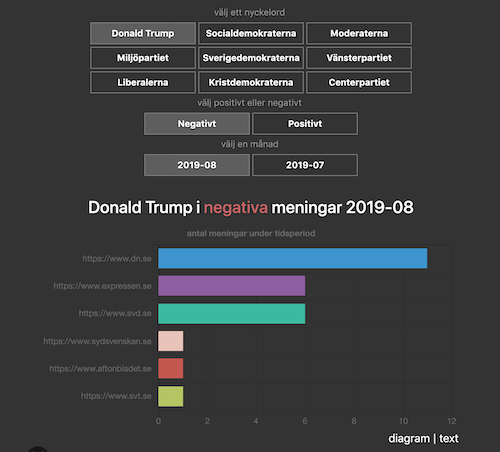 välj ett nyckelord
Donald Trump Socialdemokraterna Moderaterna
Miljöpartiet Sverigedemokraterna Vänsterpartiet
Liberalerna Kristdemokraterna Centerpartiet
välj positivt eller negativt
Negativt Positivt
välj en månad
2019-08 2019-07
Donald Trump i negativa meningar 2019-08
antal meningar under tidsperiod
https://www.dn.se
https://www.expressen.se
https://www.svd.se
https://www.sydsvenskan.se
https://www.aftonbladet.se
https://www.svt.se
0 2 4 6 8 10 12
diagram | text